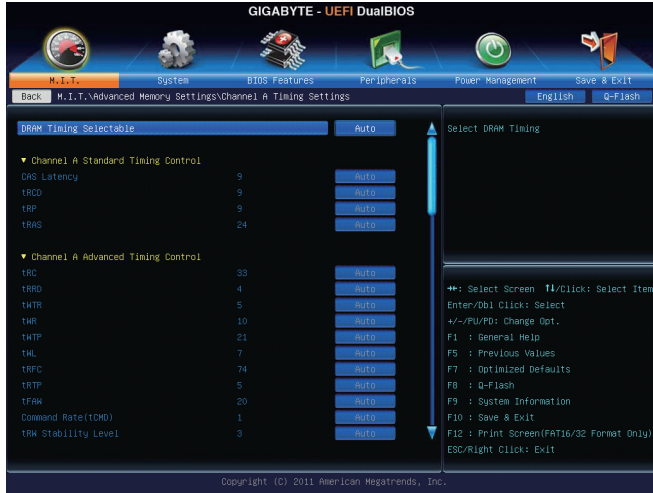 GIGABYTE - UEFI DualBIOS
M.I.T. System BIOS Features Peripherals Power Management Save & Exit
Back M.I.T.\Advanced Memory Settings\Channel A Timing Settings English Q-Flash
DRAM Timing Selectable Auto Select DRAM Timing
▼ Channel A Standard Timing Control
CAS Latency 9 Auto
tRCD 9 Auto
tRP 9 Auto
tRAS 24 Auto
▼ Channel A Advanced Timing Control
tRC 33 Auto
tRRD 4 Auto
tWTR 5 Auto
tWR 10 Auto
tWTP 21 Auto
tWL 7 Auto
tRFC 74 Auto
tRTP 5 Auto
tFAW 20 Auto
Command Rate(tCMD) 1 Auto
tRW Stability Level 3 Auto
→←: Select Screen ↑↓/Click: Select Item
Enter/Dbl Click: Select
+/-/PU/PD: Change Opt.
F1 : General Help
F5 : Previous Values
F7 : Optimized Defaults
F8 : Q-Flash
F9 : System Information
F10 : Save & Exit
F12 : Print Screen(FAT16/32 Format Only)
ESC/Right Click: Exit
Copyright (C) 2011 American Megatrends, Inc.